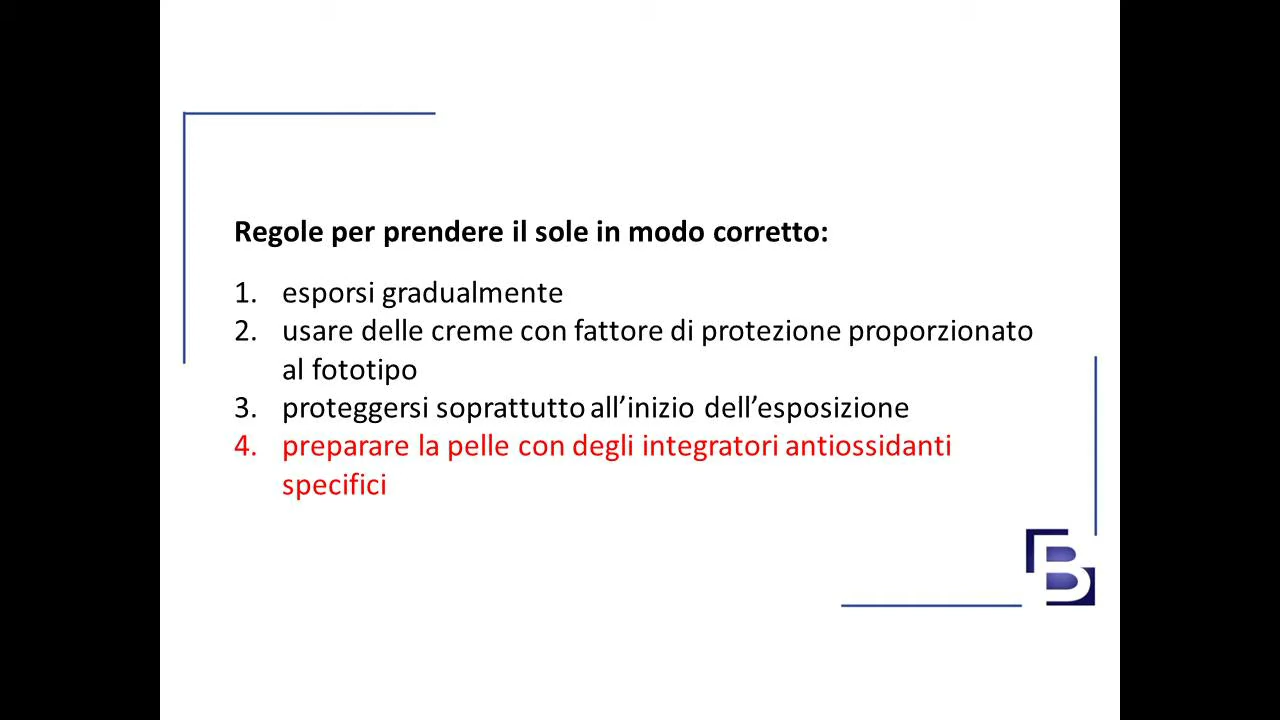 Regole per prendere il sole in modo corretto:
1. esporsi gradualmente
2. usare delle creme con fattore di protezione proporzionato
al fototipo
3. proteggersi soprattutto all’inizio dell’esposizione
4. preparare la pelle con degli integratori antiossidanti
specifici
B